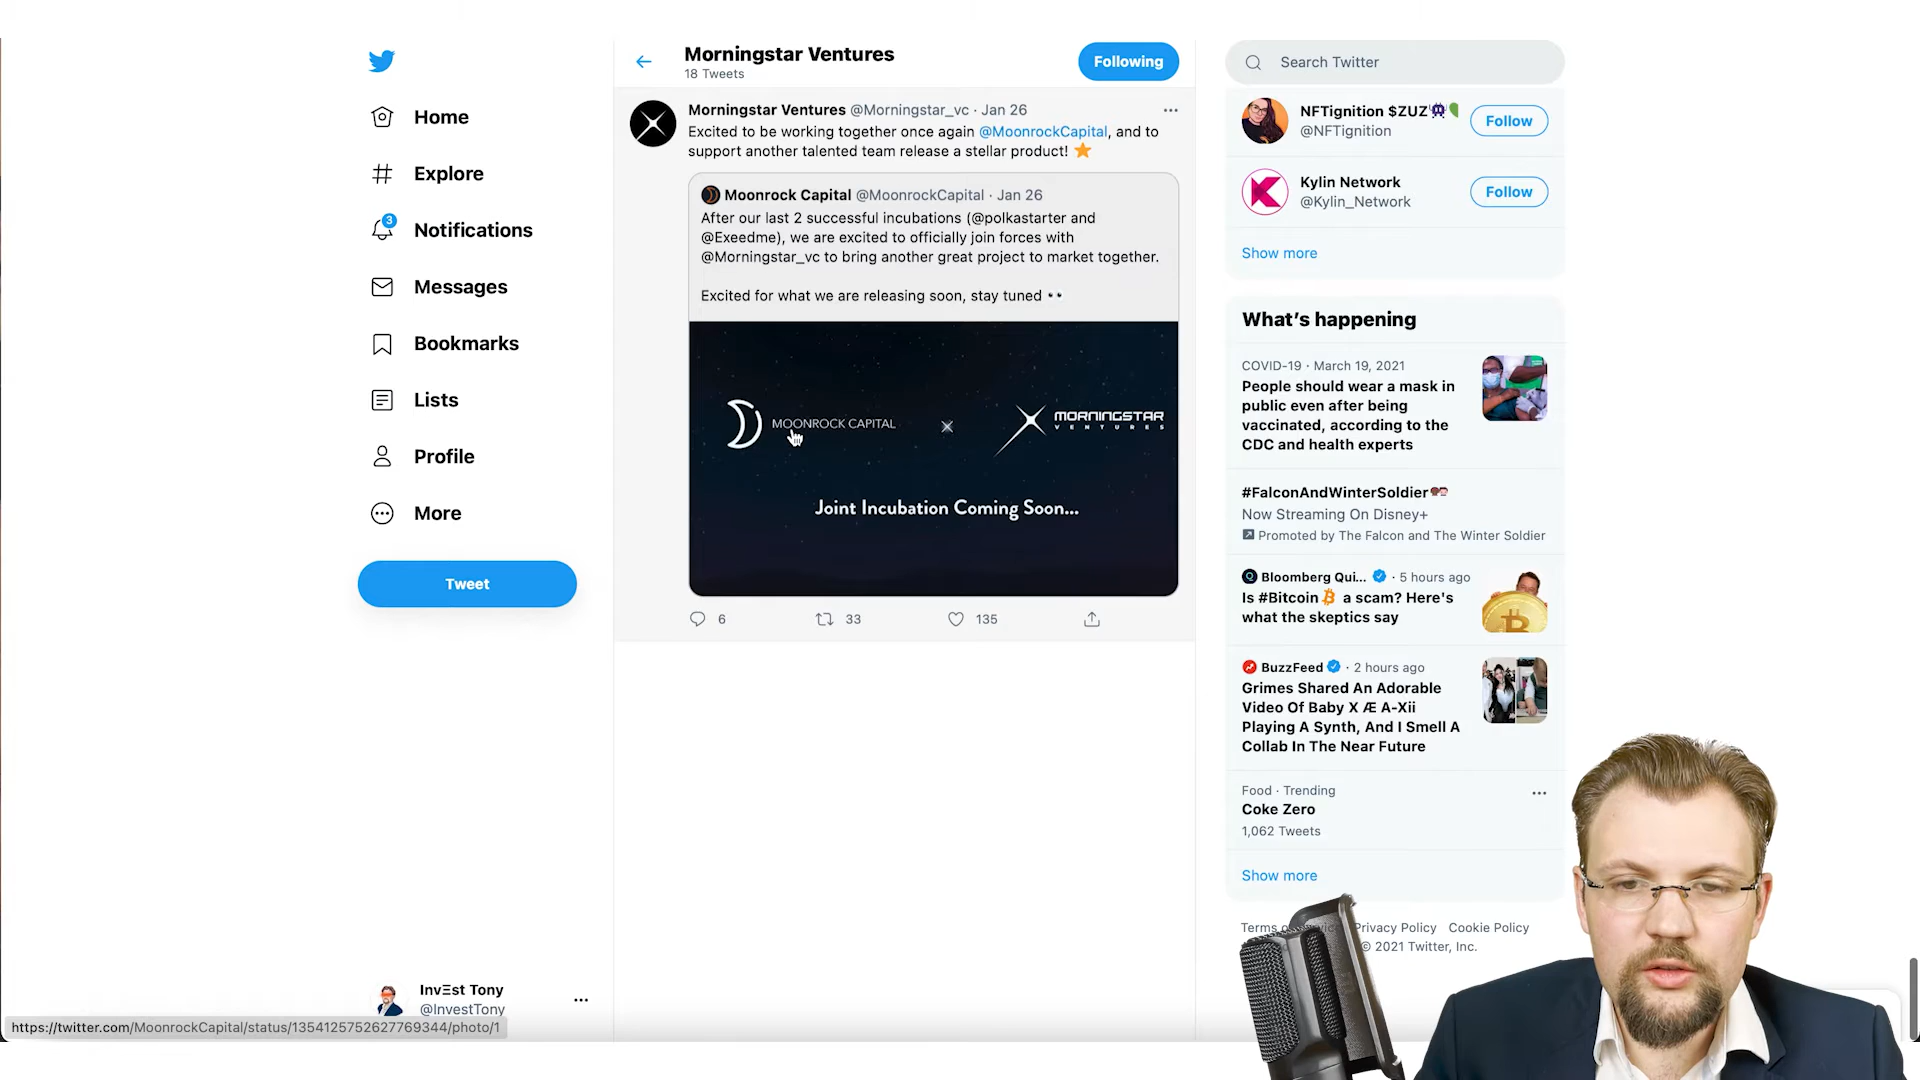 Home
Explore
3
Notifications
Messages
Bookmarks
Lists
Profile
More
Tweet
InvΞst Tony
@InvestTony
https://twitter.com/MoonrockCapital/status/1354125752627769344/photo/1
Morningstar Ventures
18 Tweets
Following
Morningstar Ventures @Morningstar_vc · Jan 26
Excited to be working together once again @MoonrockCapital, and to
support another talented team release a stellar product! ⭐
Moonrock Capital @MoonrockCapital · Jan 26
After our last 2 successful incubations (@polkastarter and
@Exeedme), we are excited to officially join forces with
@Morningstar_vc to bring another great project to market together.
Excited for what we are releasing soon, stay tuned 👀
MOONROCK CAPITAL
MORNINGSTAR
VENTURES
Joint Incubation Coming Soon...
6
33
135
Search Twitter
NFTignition $ZUZ
@NFTignition
Follow
Kylin Network
@Kylin_Network
Follow
Show more
What's happening
COVID-19 · March 19, 2021
People should wear a mask in
public even after being
vaccinated, according to the
CDC and health experts
#FalconAndWinterSoldier
Now Streaming On Disney+
Promoted by The Falcon and The Winter Soldier
Bloomberg Qui... · 5 hours ago
Is #Bitcoin a scam? Here's
what the skeptics say
BuzzFeed · 2 hours ago
Grimes Shared An Adorable
Video Of Baby X Æ A-Xii
Playing A Synth, And I Smell A
Collab In The Near Future
Food · Trending
Coke Zero
1,062 Tweets
Show more
Terms Privacy Policy Cookie Policy
© 2021 Twitter, Inc.